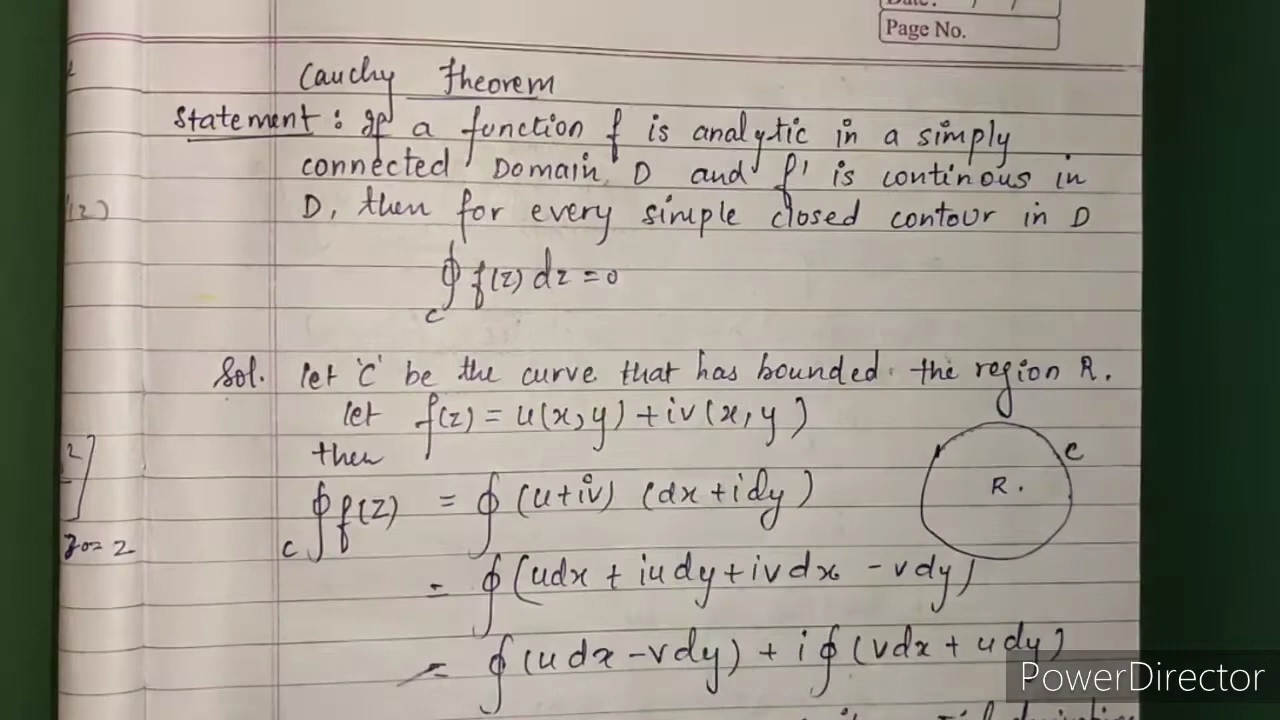 Date: / /
Page No.
Cauchy Theorem
Statement: If a function f is analytic in a simply
connected Domain D and f' is continous in
D, then for every simple closed contour in D
∮ f(z) dz = 0
c
Sol. let 'C' be the curve that has bounded the region R.
let f(z) = u(x,y) + iv(x,y)
then
c
R.
∮ f(z) = ∮ (u+iv) (dx+idy)
c
= ∮ (udx + iudy + ivdx - vdy)
= ∮ (udx - vdy) + i ∮ (vdx + udy)
2
PowerDirector